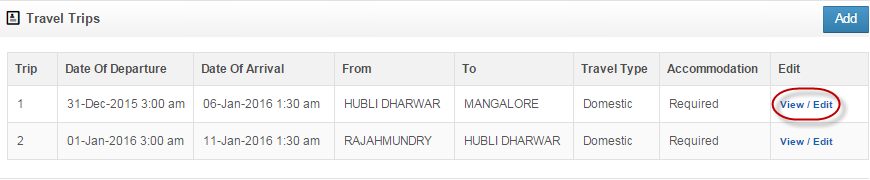 Travel Trips Add
Trip Date Of Departure Date Of Arrival From To Travel Type Accommodation Edit
1 31-Dec-2015 3:00 am 06-Jan-2016 1:30 am HUBLI DHARWAR MANGALORE Domestic Required View / Edit
2 01-Jan-2016 3:00 am 11-Jan-2016 1:30 am RAJAHMUNDRY HUBLI DHARWAR Domestic Required View / Edit